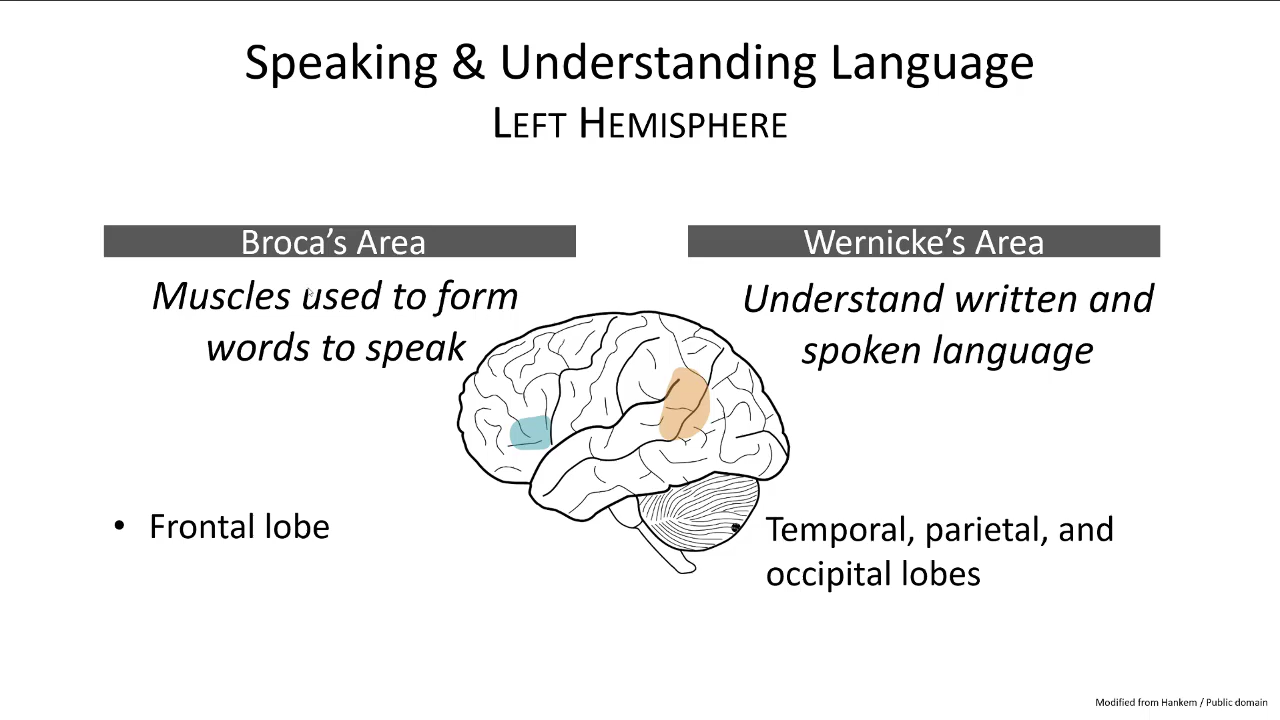 Speaking & Understanding Language
LEFT HEMISPHERE
Broca’s Area
Muscles used to form
words to speak
• Frontal lobe
Wernicke’s Area
Understand written and
spoken language
• Temporal, parietal, and
occipital lobes
Modified from Hankem / Public domain